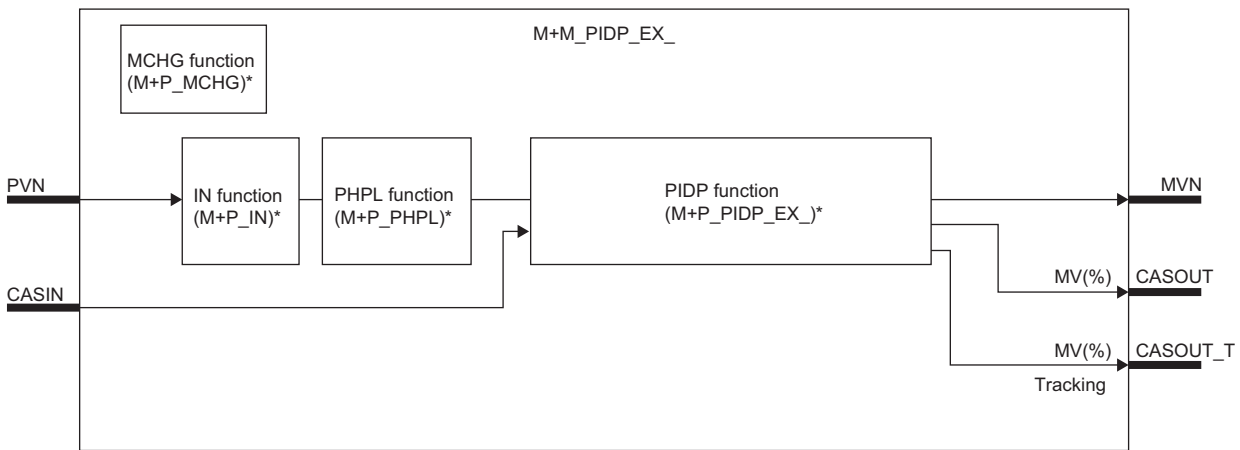 M+M_PIDP_EX_
MCHG function
(M+P_MCHG)*
PVN
IN function
(M+P_IN)*
PHPL function
(M+P_PHPL)*
PIDP function
(M+P_PIDP_EX_)*
MVN
CASIN
MV(%)
CASOUT
MV(%)
CASOUT_T
Tracking